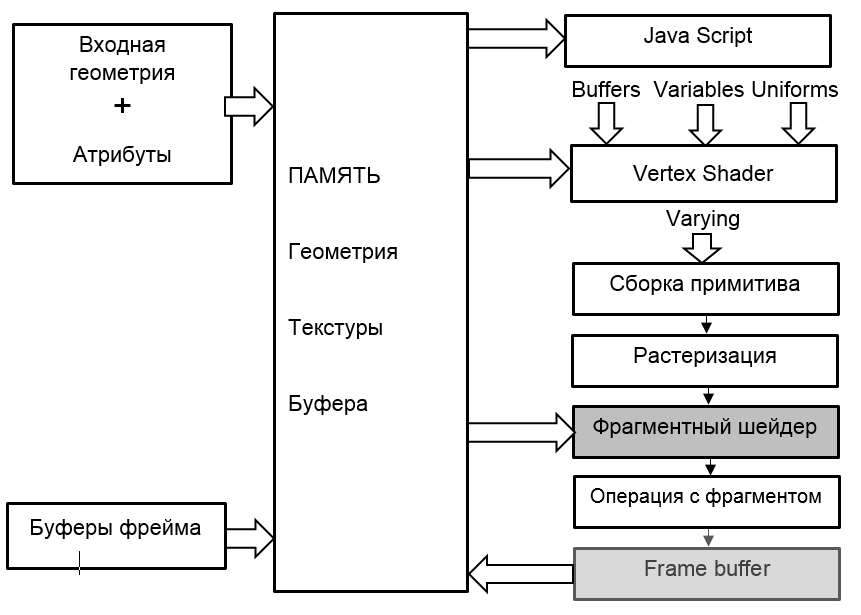 Входная
геометрия
+
Атрибуты
Буферы фрейма
ПАМЯТЬ
Геометрия
Текстуры
Буфера
Java Script
Buffers Variables Uniforms
Vertex Shader
Varying
Сборка примитива
Растеризация
Фрагментный шейдер
Операция с фрагментом
Frame buffer